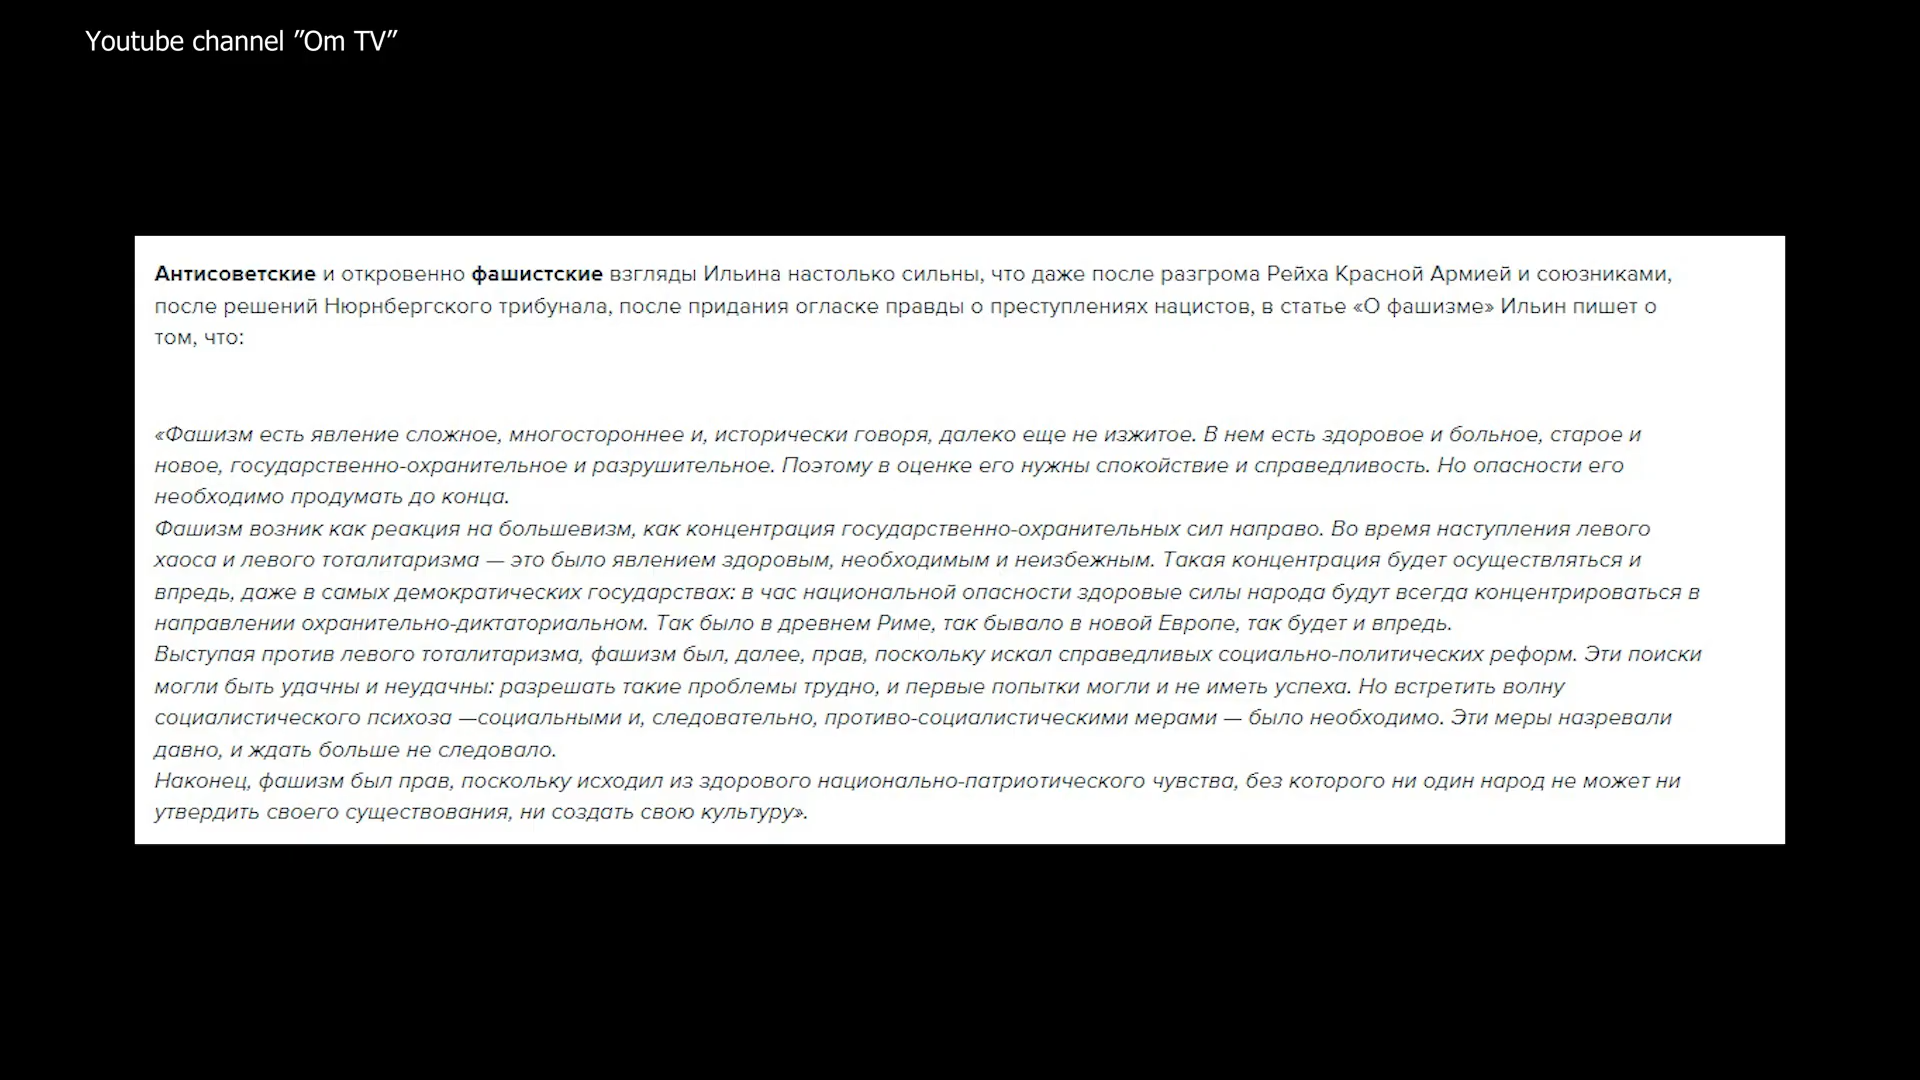 Youtube channel ”Om TV”
Антисоветские и откровенно фашистские взгляды Ильина настолько сильны, что даже после разгрома Рейха Красной Армией и союзниками,
после решений Нюрнбергского трибунала, после придания огласке правды о преступлениях нацистов, в статье «О фашизме» Ильин пишет о
том, что:
«Фашизм есть явление сложное, многостороннее и, исторически говоря, далеко еще не изжитое. В нем есть здоровое и больное, старое и
новое, государственно-охранительное и разрушительное. Поэтому в оценке его нужны спокойствие и справедливость. Но опасности его
необходимо продумать до конца.
Фашизм возник как реакция на большевизм, как концентрация государственно-охранительных сил направо. Во время наступления левого
хаоса и левого тоталитаризма — это было явлением здоровым, необходимым и неизбежным. Такая концентрация будет осуществляться и
впредь, даже в самых демократических государствах: в час национальной опасности здоровые силы народа будут всегда концентрироваться в
направлении охранительно-диктаториальном. Так было в древнем Риме, так бывало в новой Европе, так будет и впредь.
Выступая против левого тоталитаризма, фашизм был, далее, прав, поскольку искал справедливых социально-политических реформ. Эти поиски
могли быть удачны и неудачны: разрешать такие проблемы трудно, и первые попытки могли и не иметь успеха. Но встретить волну
социалистического психоза —социальными и, следовательно, противо-социалистическими мерами — было необходимо. Эти меры назревали
давно, и ждать больше не следовало.
Наконец, фашизм был прав, поскольку исходил из здорового национально-патриотического чувства, без которого ни один народ не может ни
утвердить своего существования, ни создать свою культуру».